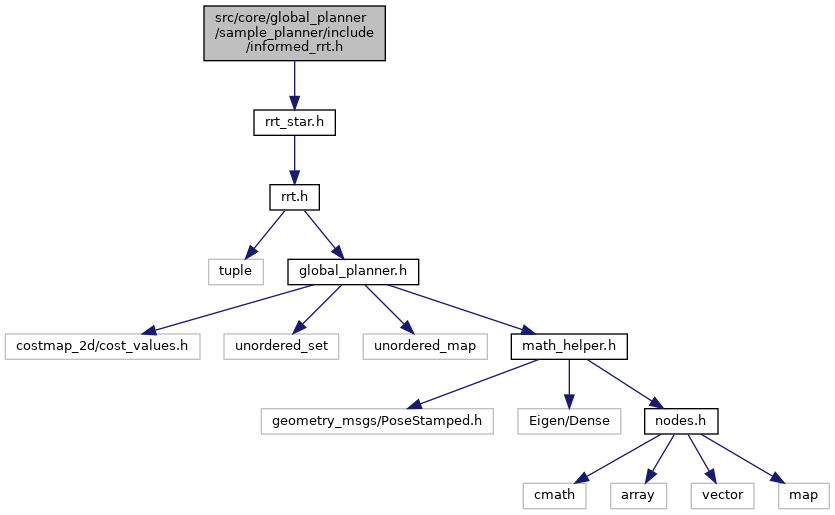 src/core/global_planner
/sample_planner/include
/informed_rrt.h
rrt_star.h
rrt.h
tuple
global_planner.h
costmap_2d/cost_values.h
unordered_set
unordered_map
math_helper.h
geometry_msgs/PoseStamped.h
Eigen/Dense
nodes.h
cmath
array
vector
map